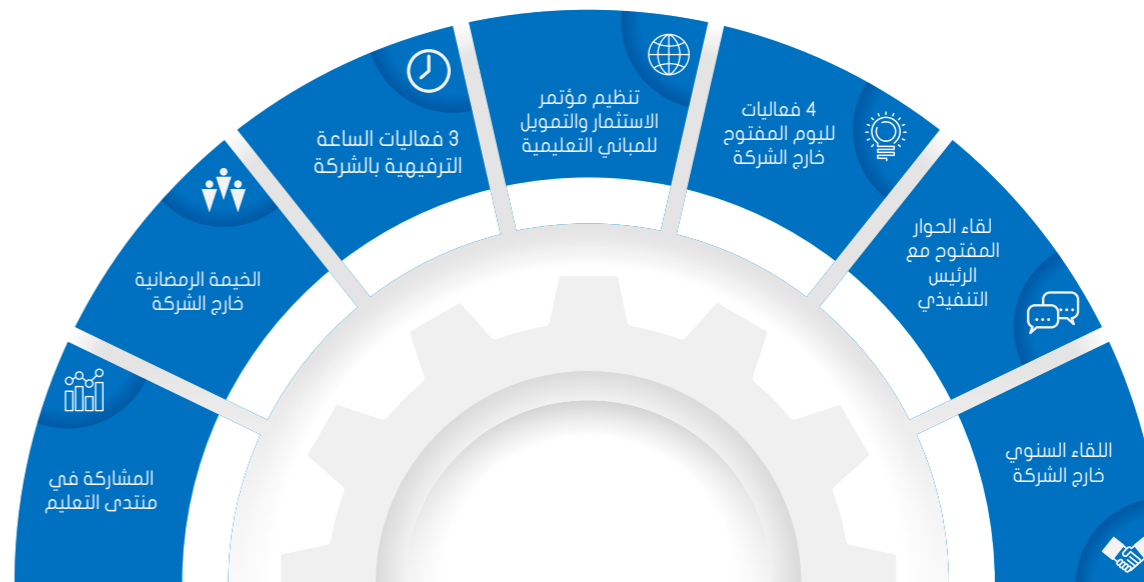 اللقاء السنوي
خارج الشركة
لقاء الحوار
المفتوح مع
الرئيس
التنفيذي
4 فعاليات
لليوم المفتوح
خارج الشركة
تنظيم مؤتمر
الاستثمار والتمويل
للمباني التعليمية
3 فعاليات الساعة
الترفيهية بالشركة
الخيمة الرمضانية
خارج الشركة
المشاركة في
منتدى التعليم